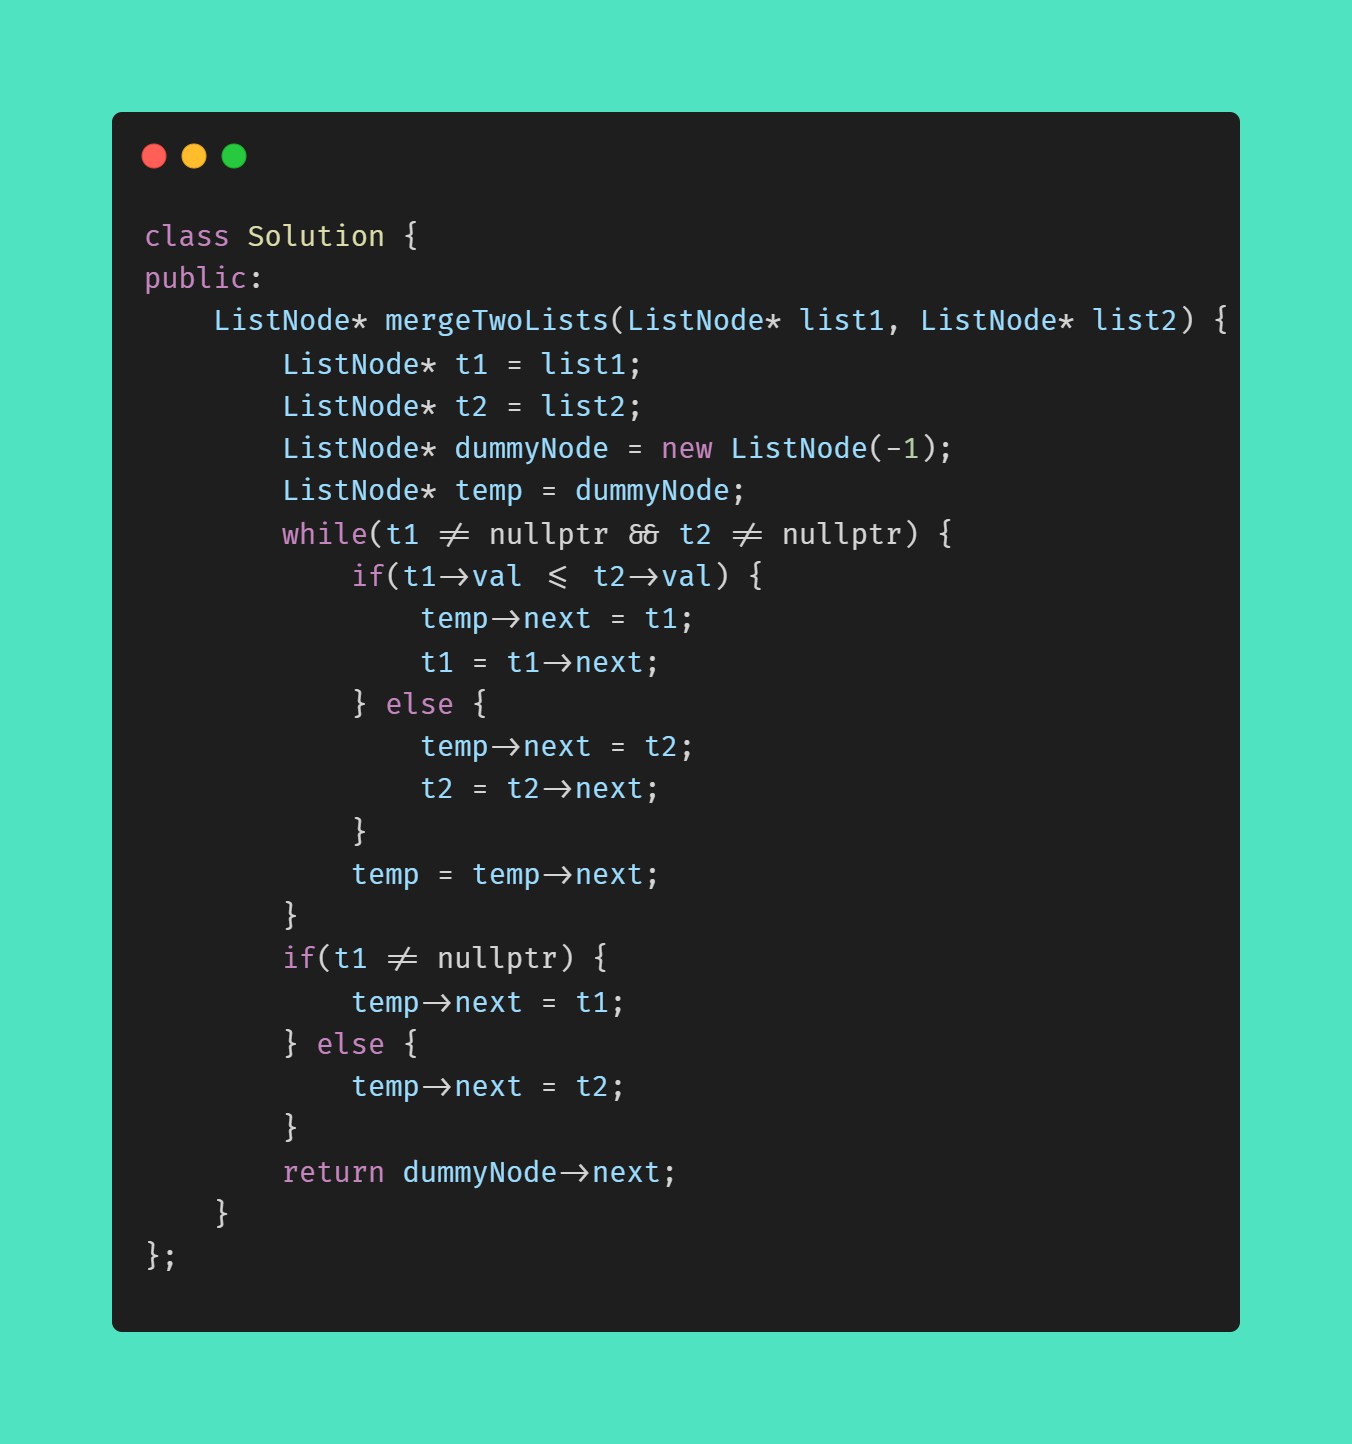 class Solution {
public:
    ListNode* mergeTwoLists(ListNode* list1, ListNode* list2) {
        ListNode* t1 = list1;
        ListNode* t2 = list2;
        ListNode* dummyNode = new ListNode(-1);
        ListNode* temp = dummyNode;
        while(t1 != nullptr && t2 != nullptr) {
            if(t1->val <= t2->val) {
                temp->next = t1;
                t1 = t1->next;
            } else {
                temp->next = t2;
                t2 = t2->next;
            }
            temp = temp->next;
        }
        if(t1 != nullptr) {
            temp->next = t1;
        } else {
            temp->next = t2;
        }
        return dummyNode->next;
    }
};